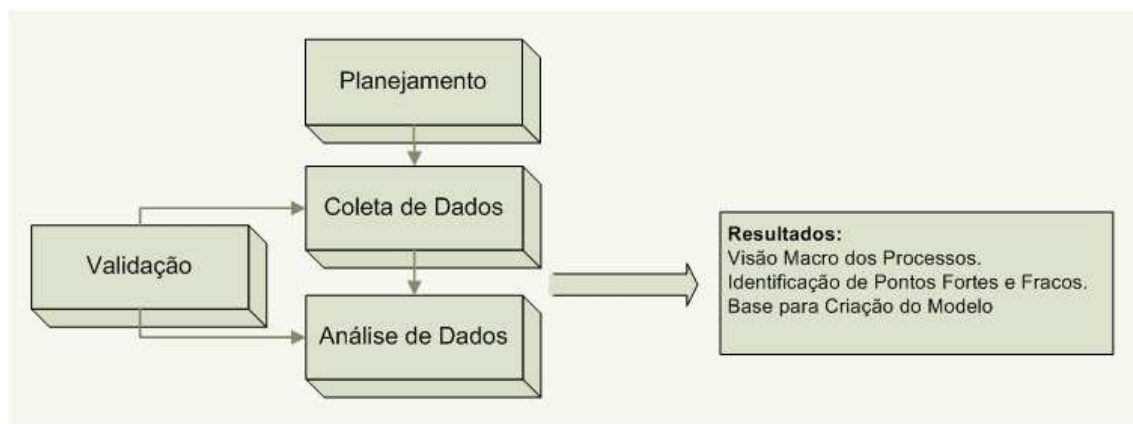 Planejamento
Coleta de Dados
Validação
Análise de Dados
Resultados:
Visão Macro dos Processos.
Identificação de Pontos Fortes e Fracos.
Base para Criação do Modelo